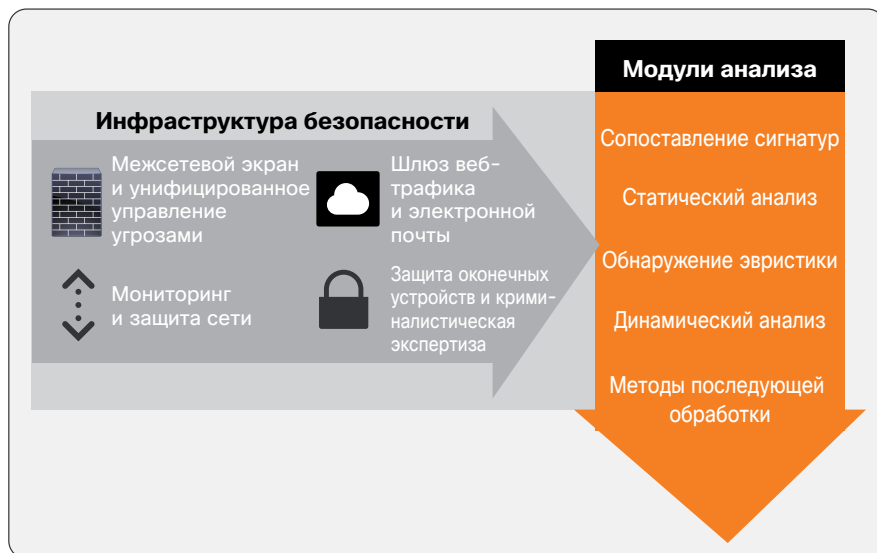 Модули анализа
Инфраструктура безопасности
Межсетевой экран
и унифицированное
управление
угрозами
Шлюз веб-
трафика
и электронной
почты
Мониторинг
и защита сети
Защита оконечных
устройств и крими-
налистическая
экспертиза
Сопоставление сигнатур
Статический анализ
Обнаружение эвристики
Динамический анализ
Методы последующей
обработки